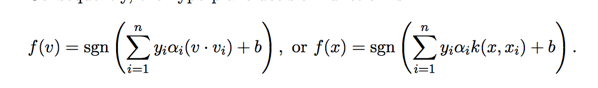 f(v) = sgn ( ∑_{i=1}^{n} y_i α_i (v · v_i) + b ) , or f(x) = sgn ( ∑_{i=1}^{n} y_i α_i k(x, x_i) + b ) .